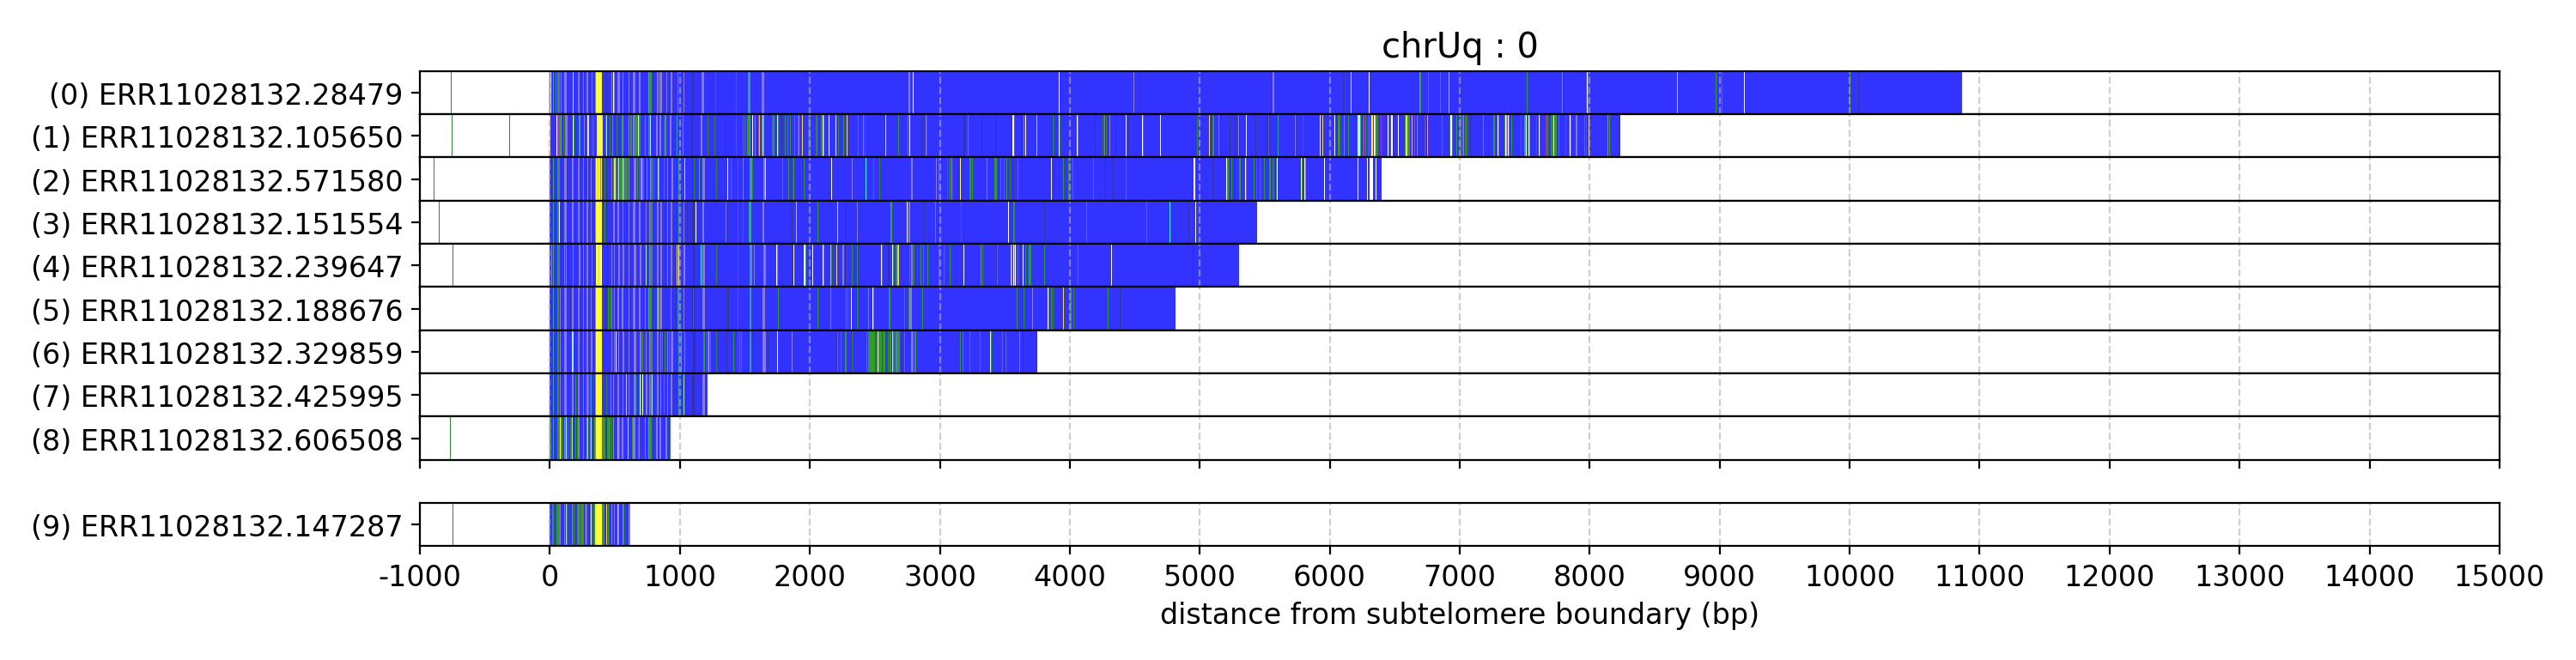 chrUq : 0
(0) ERR11028132.28479
(1) ERR11028132.105650
(2) ERR11028132.571580
(3) ERR11028132.151554
(4) ERR11028132.239647
(5) ERR11028132.188676
(6) ERR11028132.329859
(7) ERR11028132.425995
(8) ERR11028132.606508
(9) ERR11028132.147287
-1000 0 1000 2000 3000 4000 5000 6000 7000 8000 9000 10000 11000 12000 13000 14000 15000
distance from subtelomere boundary (bp)